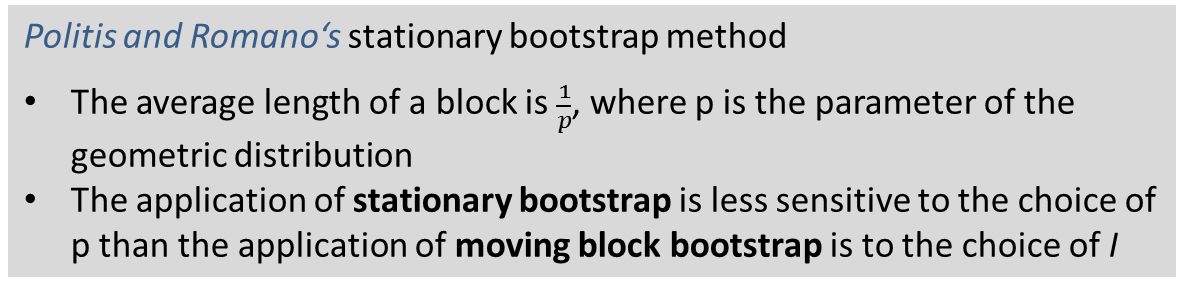 Politis and Romano‘s stationary bootstrap method
• The average length of a block is 1/p, where p is the parameter of the
geometric distribution
• The application of stationary bootstrap is less sensitive to the choice of
p than the application of moving block bootstrap is to the choice of l